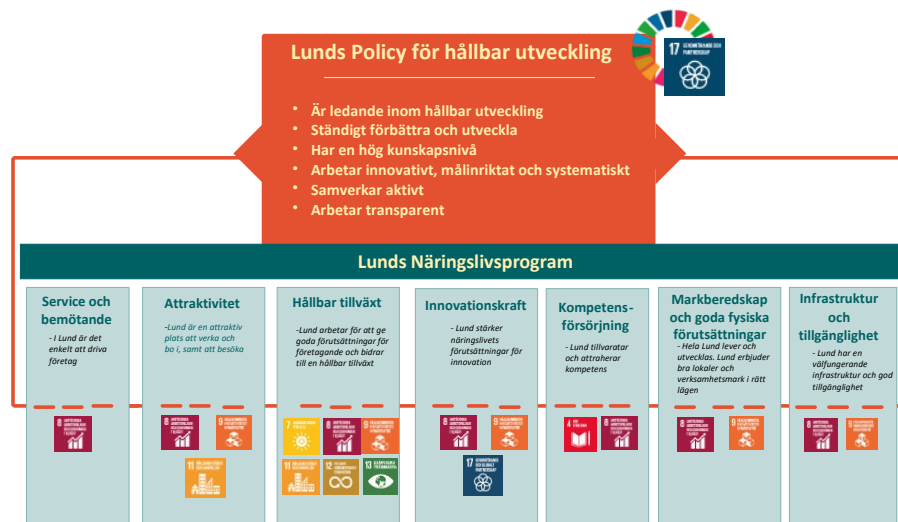 Lunds Policy för hållbar utveckling
17
PARTNERSKAP
• Är ledande inom hållbar utveckling
• Ständigt förbättra och utveckla
• Har en hög kunskapsnivå
• Arbetar innovativt, målinriktat och systematiskt
• Samverkar aktivt
• Arbetar transparent
Lunds Näringslivsprogram
Service och
bemötande
- I Lund är det
enkelt att driva
företag
8
Attraktivitet
-Lund är en attraktiv
plats att verka och
bo i, samt att besöka
8
9
11
Hållbar tillväxt
-Lund arbetar för att ge
goda förutsättningar för
företagande och bidrar
till en hållbar tillväxt
7
8
9
11
12
13
Innovationskraft
- Lund stärker
näringslivets
förutsättningar för
innovation
8
9
17
Kompetens-
försörjning
- Lund tillvaratar
och attraherar
kompetens
4
8
Markberedskap
och goda fysiska
förutsättningar
- Hela Lund lever och
utvecklas. Lund erbjuder
bra lokaler och
verksamhetsmark i rätt
lägen
8
9
Infrastruktur
och
tillgänglighet
- Lund har en
välfungerande
infrastruktur och god
tillgänglighet
8
9